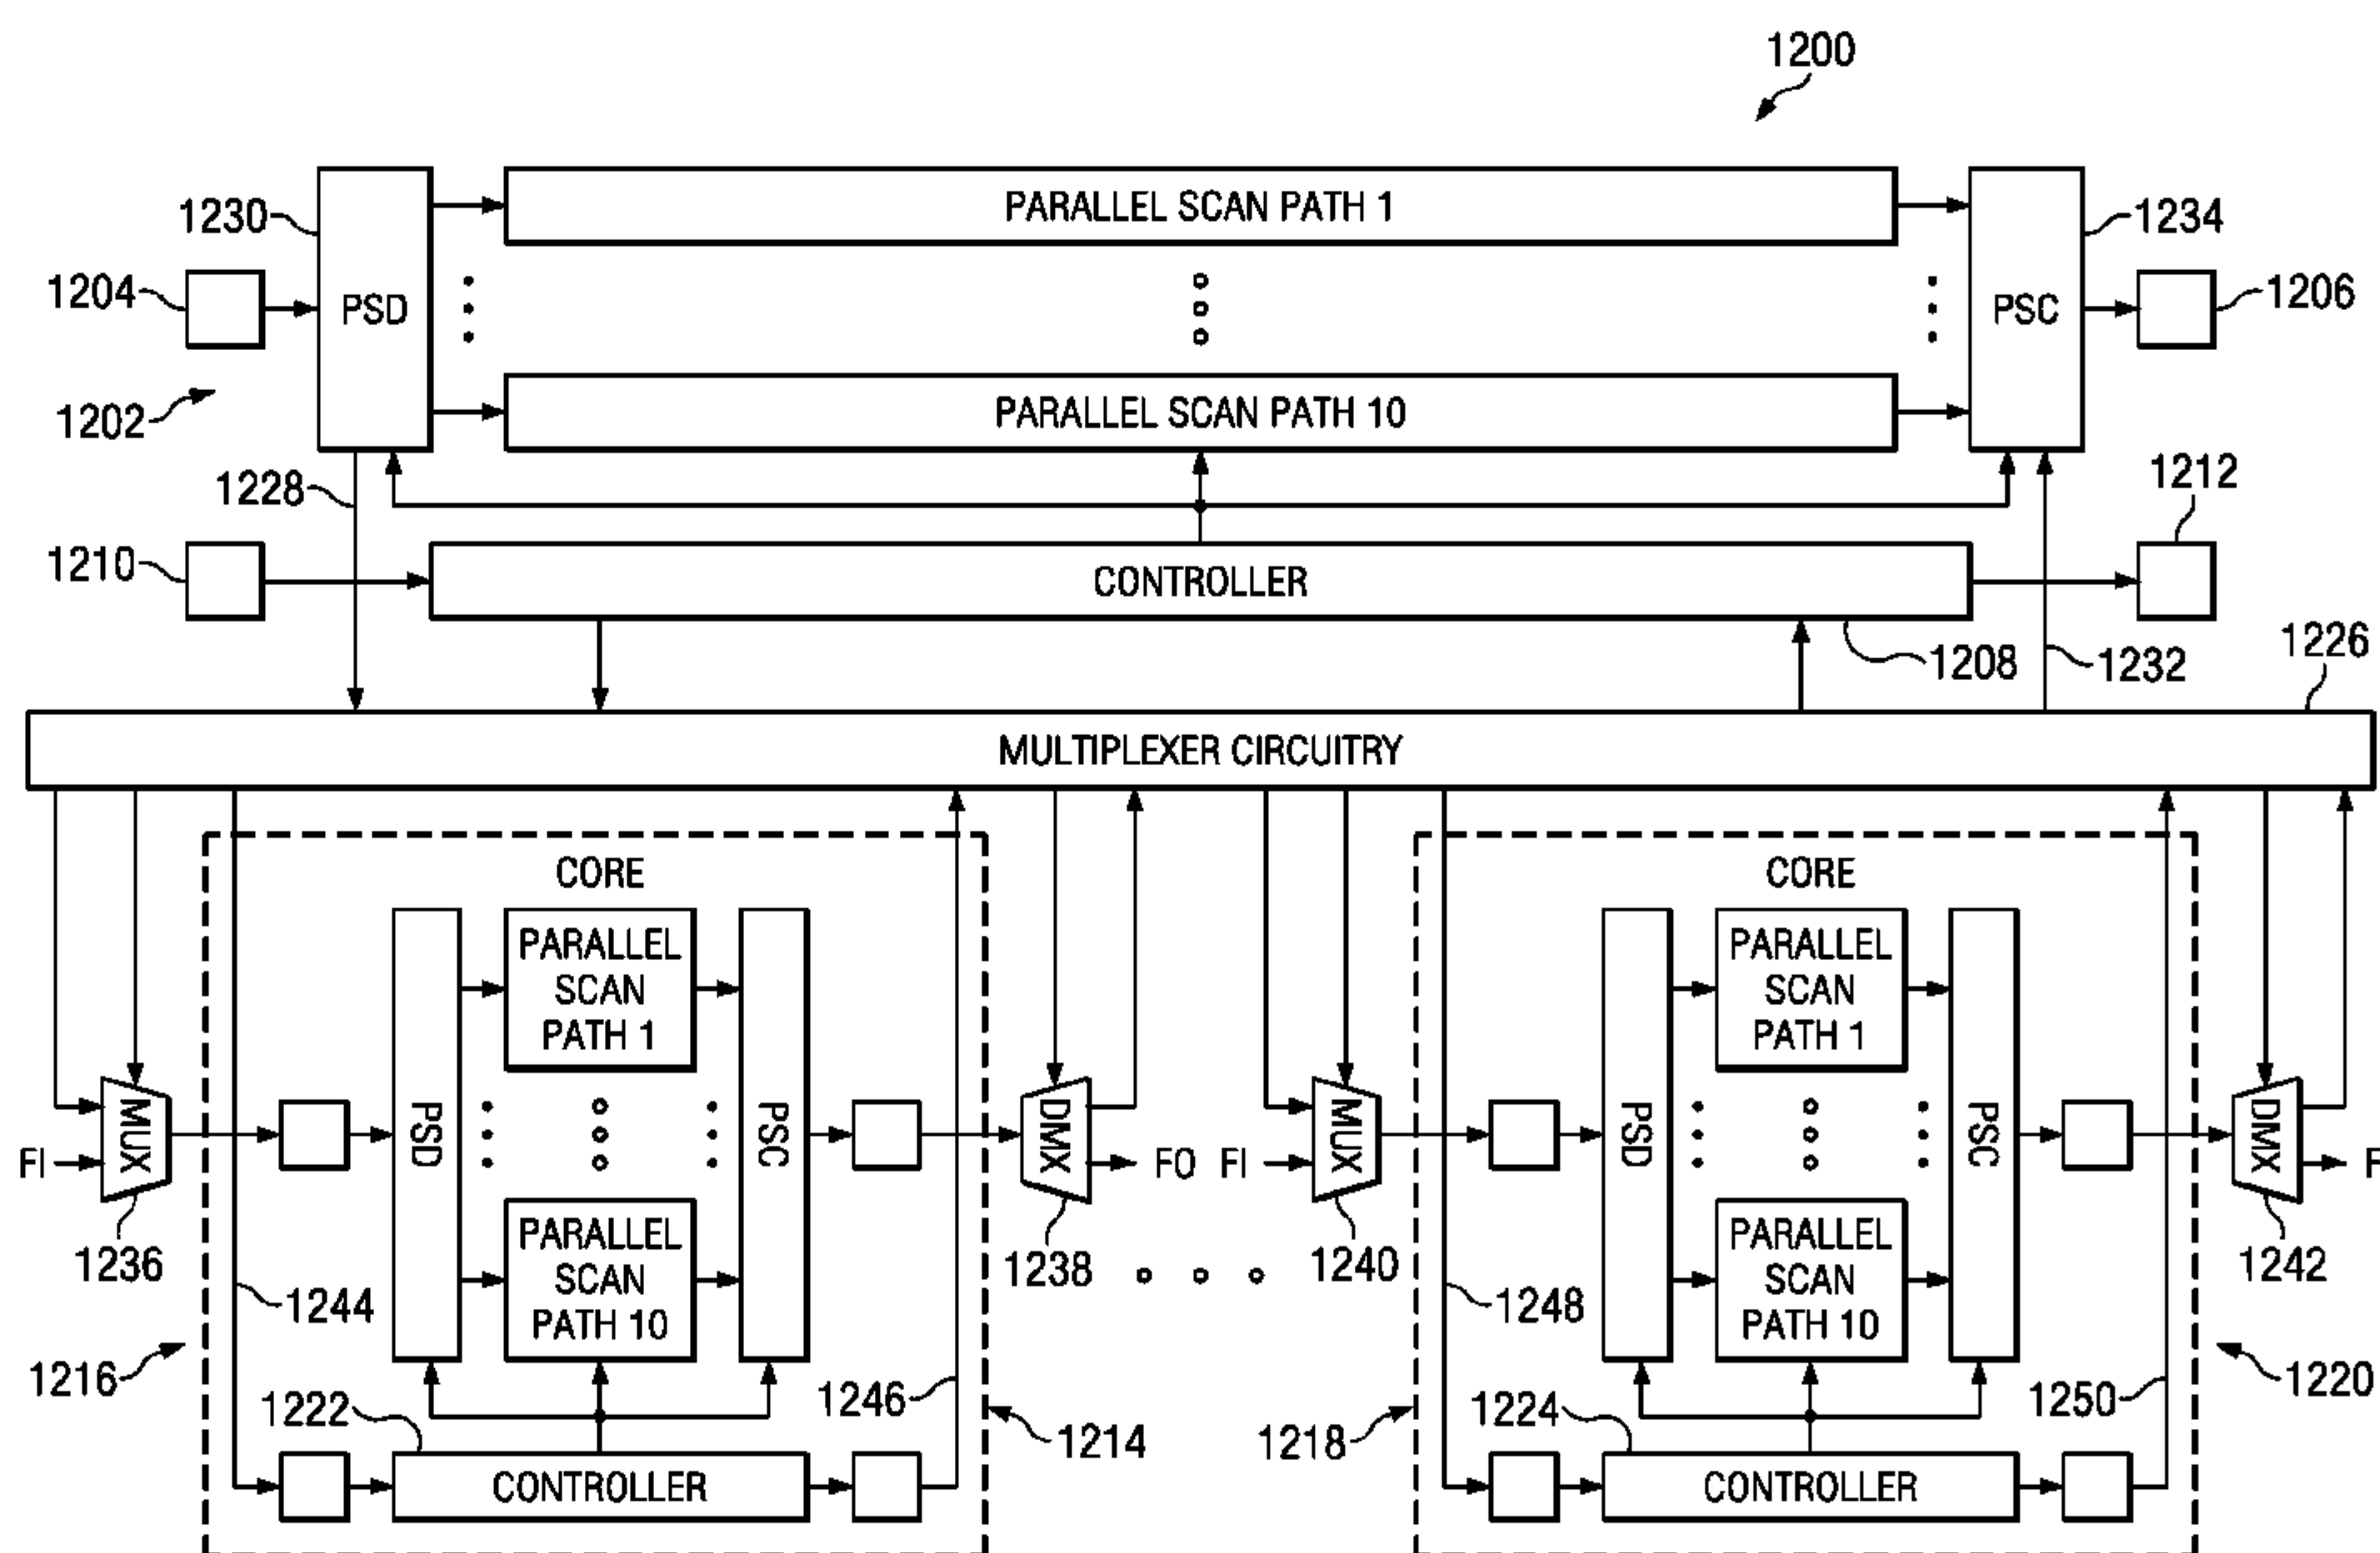 1200
1230
PARALLEL SCAN PATH 1
1234
1204
PSD
PSC
1206
1202
PARALLEL SCAN PATH 10
1228
1212
1210
CONTROLLER
1208
1232
1226
MULTIPLEXER CIRCUITRY
CORE
CORE
PARALLEL
SCAN
PATH 1
PARALLEL
SCAN
PATH 1
MUX
PSD
PSC
DMX
MUX
PSD
PSC
DMX
FI
FO
FI
F
1236
PARALLEL
SCAN
PATH 10
1238
1240
PARALLEL
SCAN
PATH 10
1242
1244
1248
1216
1246
1250
1220
1222
1214
1218
1224
CONTROLLER
CONTROLLER